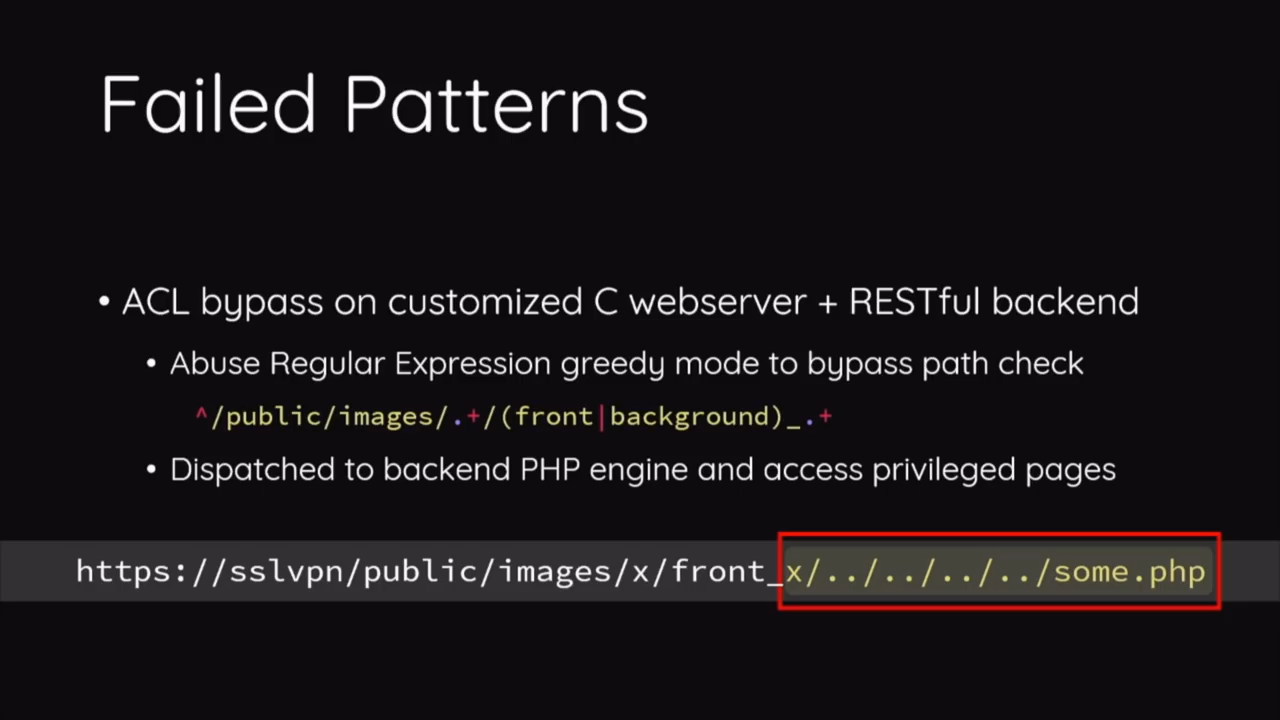 Failed Patterns
• ACL bypass on customized C webserver + RESTful backend
• Abuse Regular Expression greedy mode to bypass path check
^/public/images/.+/(front|background)_.+
• Dispatched to backend PHP engine and access privileged pages
https://sslvpn/public/images/x/front_x/../../../../some.php